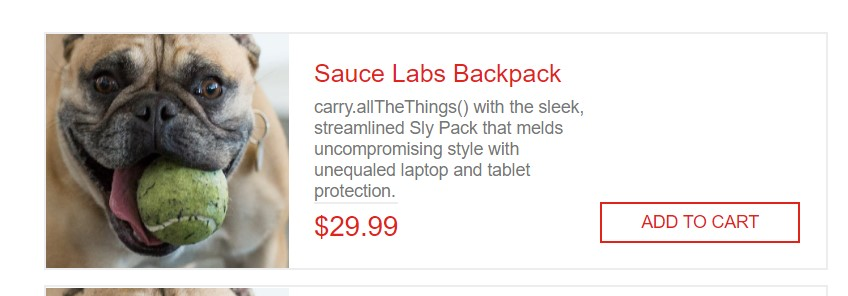 Sauce Labs Backpack
carry.allTheThings() with the sleek,
streamlined Sly Pack that melds
uncompromising style with
unequaled laptop and tablet
protection.
$29.99
ADD TO CART